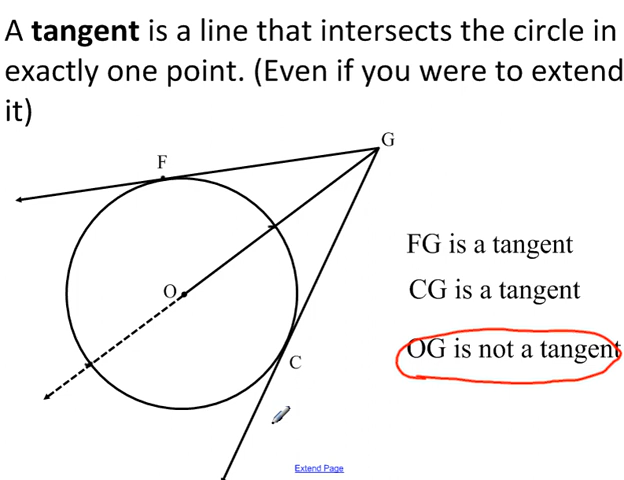 A tangent is a line that intersects the circle in
exactly one point. (Even if you were to extend
it)
G
F
FG is a tangent
O
CG is a tangent
OG is not a tangent
C
Extend Page